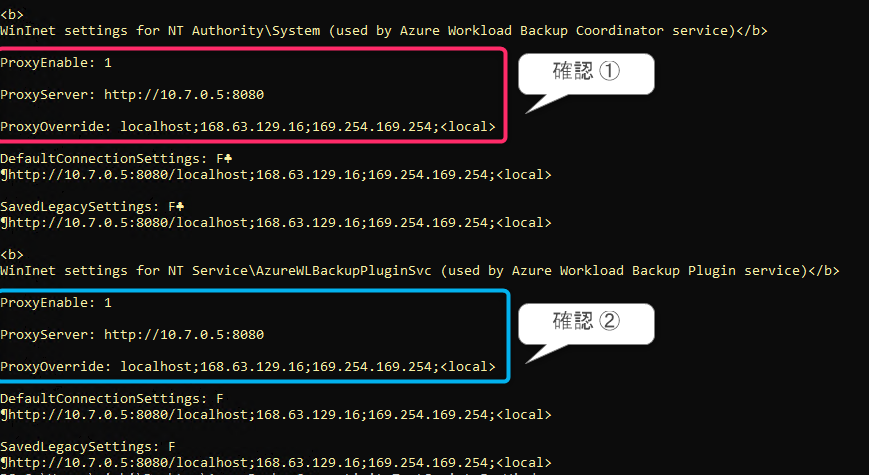 <b>
WinInet settings for NT Authority\System (used by Azure Workload Backup Coordinator service)</b>
ProxyEnable: 1
確認 ①
ProxyServer: http://10.7.0.5:8080
ProxyOverride: localhost;168.63.129.16;169.254.169.254;<local>
DefaultConnectionSettings: F♣
¶http://10.7.0.5:8080/localhost;168.63.129.16;169.254.169.254;<local>
SavedLegacySettings: F♣
¶http://10.7.0.5:8080/localhost;168.63.129.16;169.254.169.254;<local>
<b>
WinInet settings for NT Service\AzureWLBackupPluginSvc (used by Azure Workload Backup Plugin service)</b>
ProxyEnable: 1
確認 ②
ProxyServer: http://10.7.0.5:8080
ProxyOverride: localhost;168.63.129.16;169.254.169.254;<local>
DefaultConnectionSettings: F
¶http://10.7.0.5:8080/localhost;168.63.129.16;169.254.169.254;<local>
SavedLegacySettings: F
¶http://10.7.0.5:8080/localhost;168.63.129.16;169.254.169.254;<local>